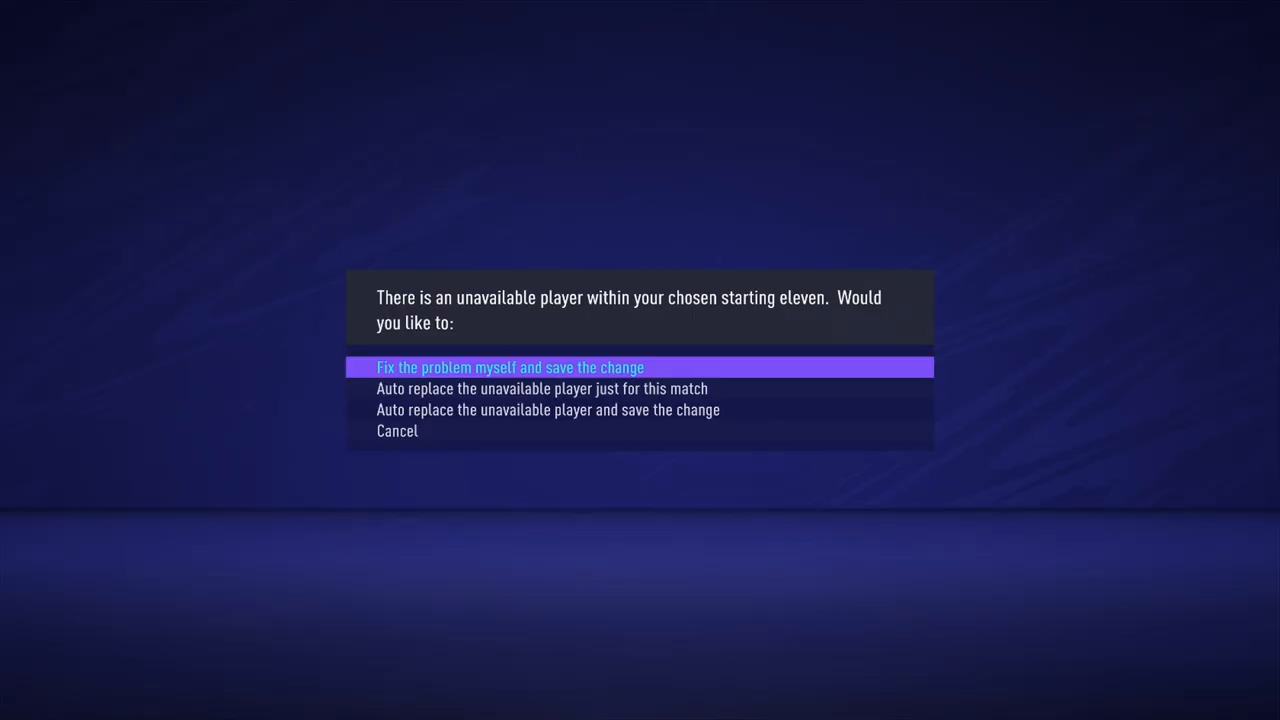 There is an unavailable player within your chosen starting eleven.  Would
you like to:
Fix the problem myself and save the change
Auto replace the unavailable player just for this match
Auto replace the unavailable player and save the change
Cancel